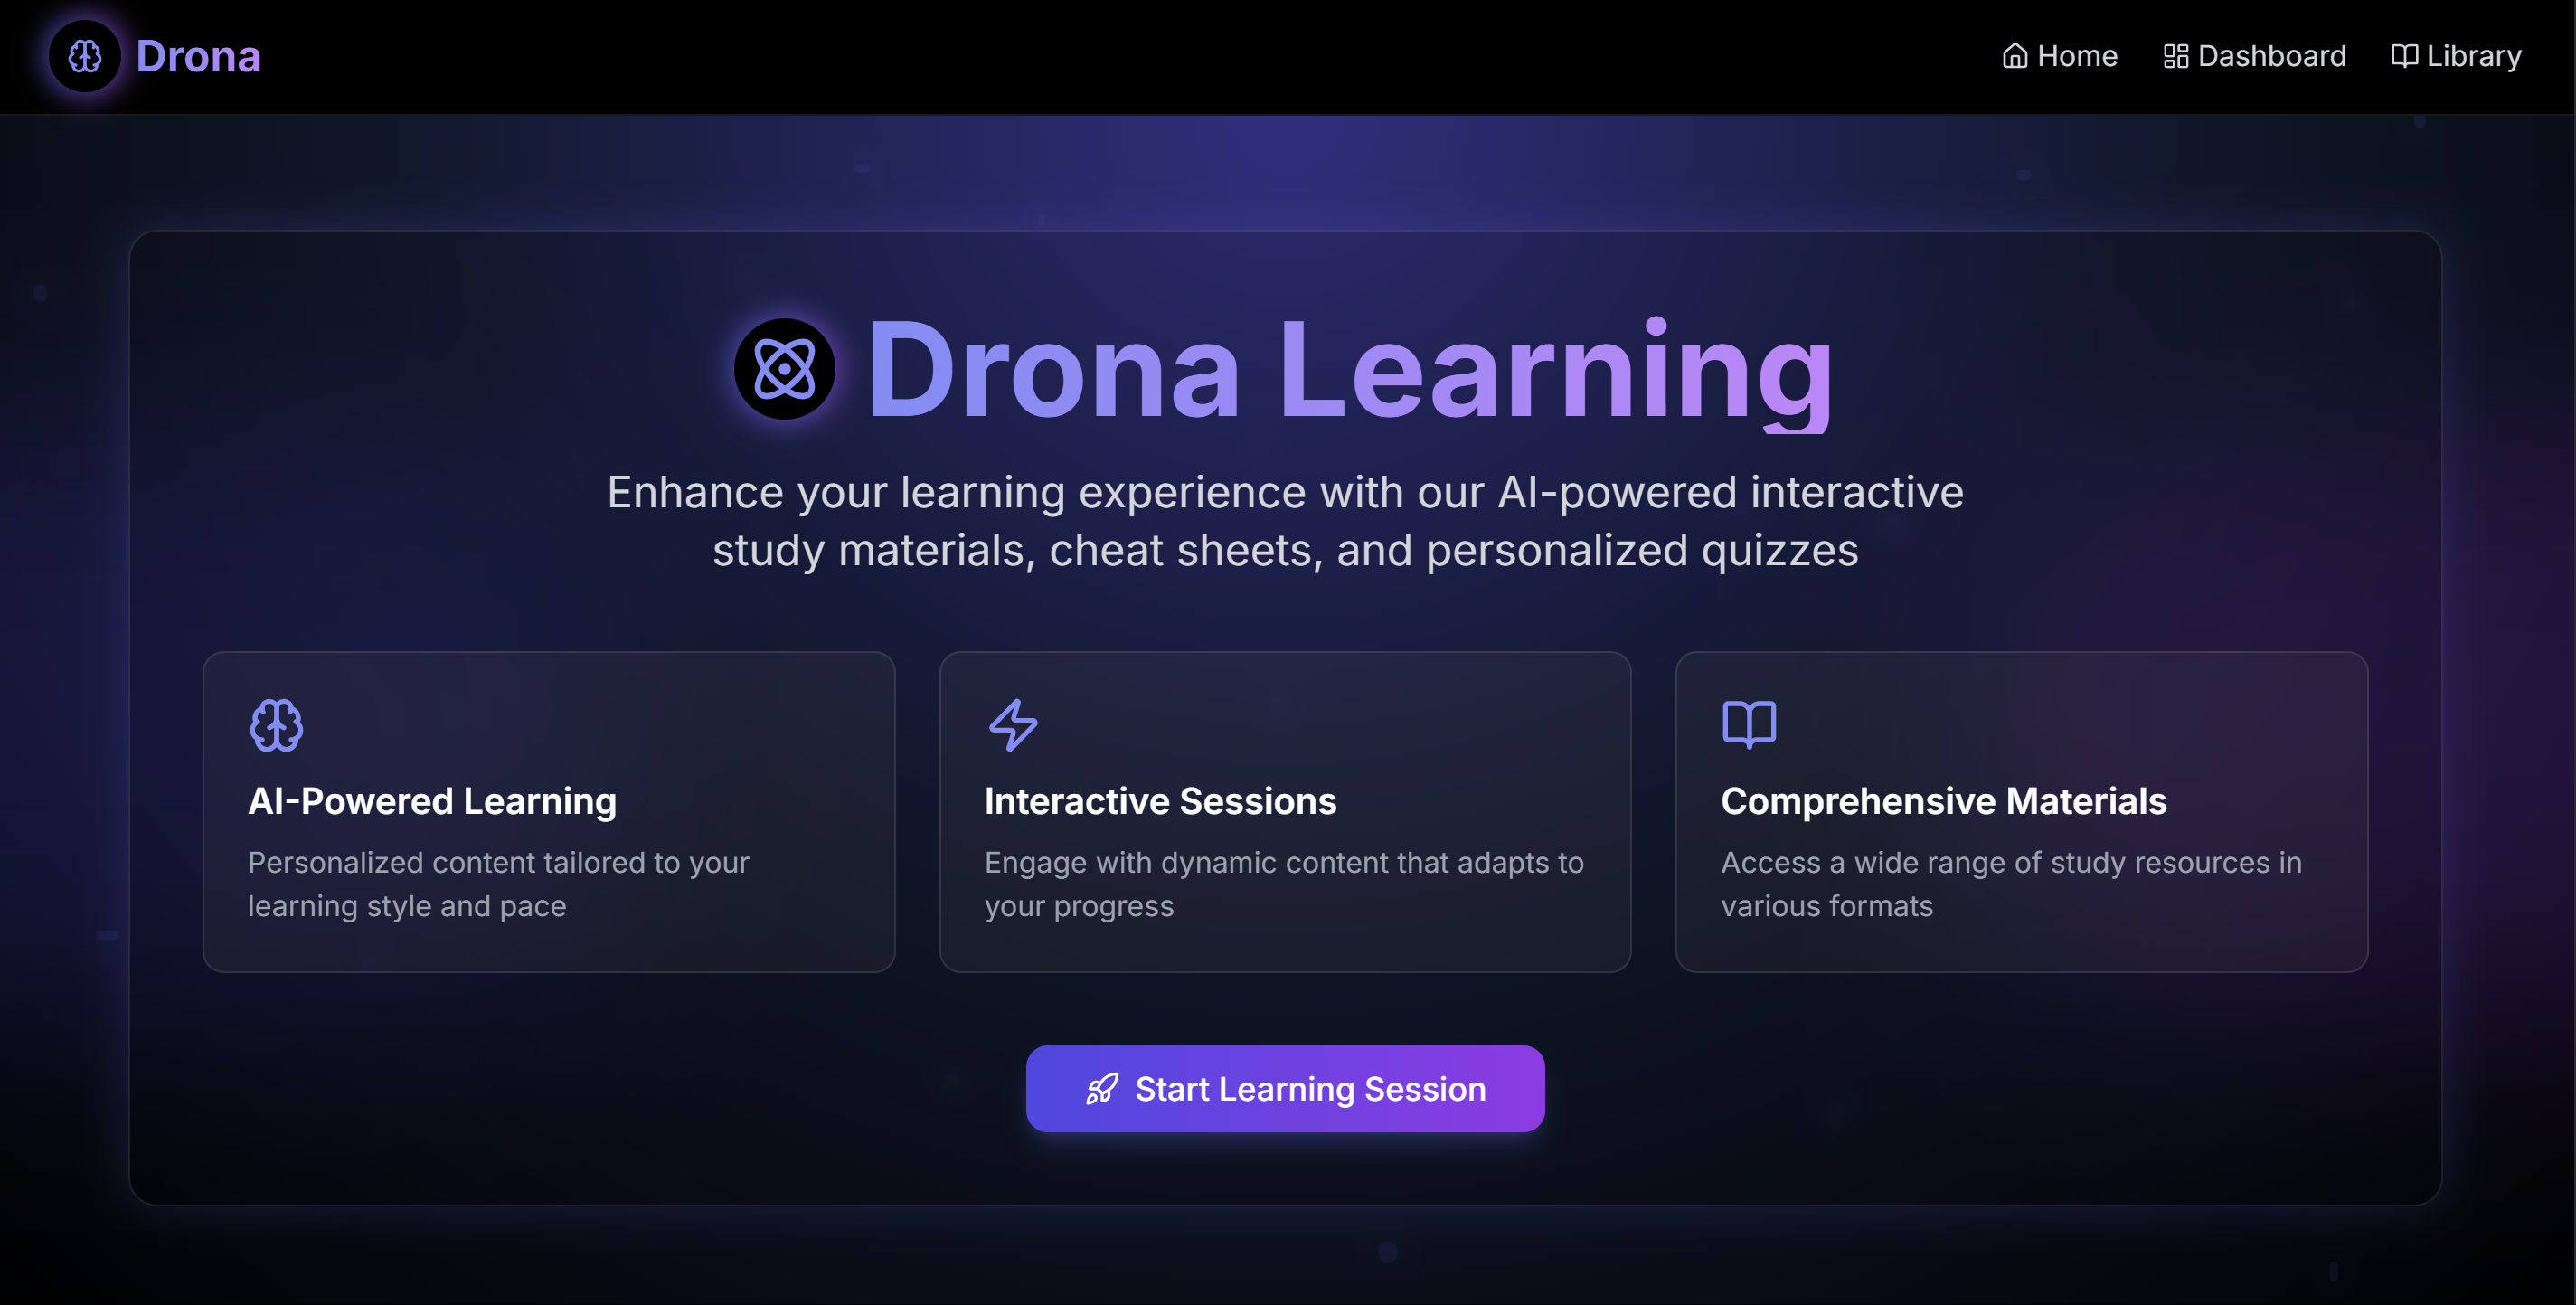 Drona
Home
Dashboard
Library
Drona Learning
Enhance your learning experience with our AI-powered interactive
study materials, cheat sheets, and personalized quizzes
AI-Powered Learning
Personalized content tailored to your
learning style and pace
Interactive Sessions
Engage with dynamic content that adapts to
your progress
Comprehensive Materials
Access a wide range of study resources in
various formats
Start Learning Session